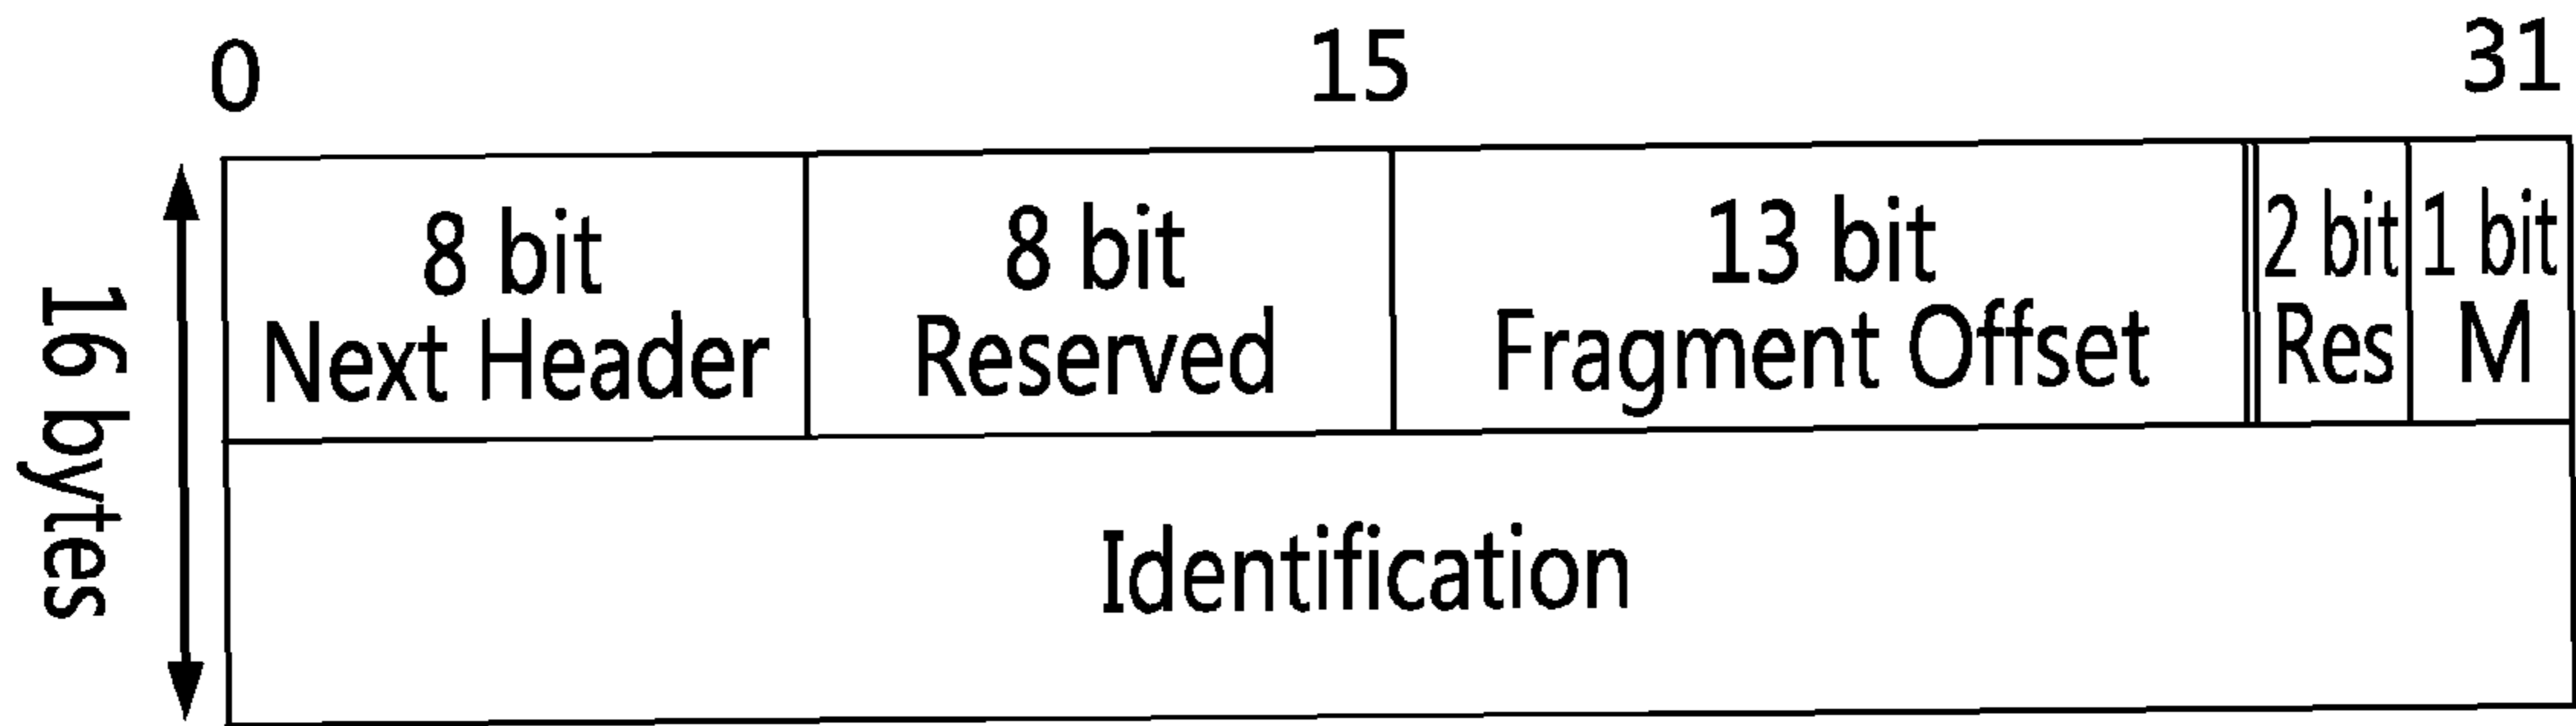 0 15 31
8 bit 8 bit 13 bit 2 bit 1 bit
Next Header Reserved Fragment Offset Res M
16 bytes
Identification